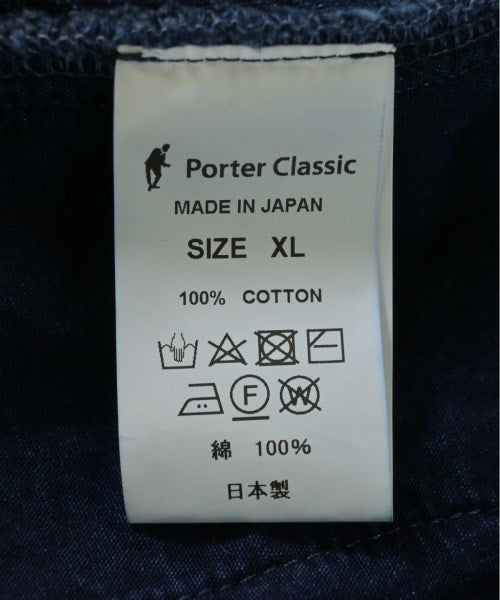 Porter Classic
MADE IN JAPAN
SIZE XL
100% COTTON
F W
綿 100%
日本製